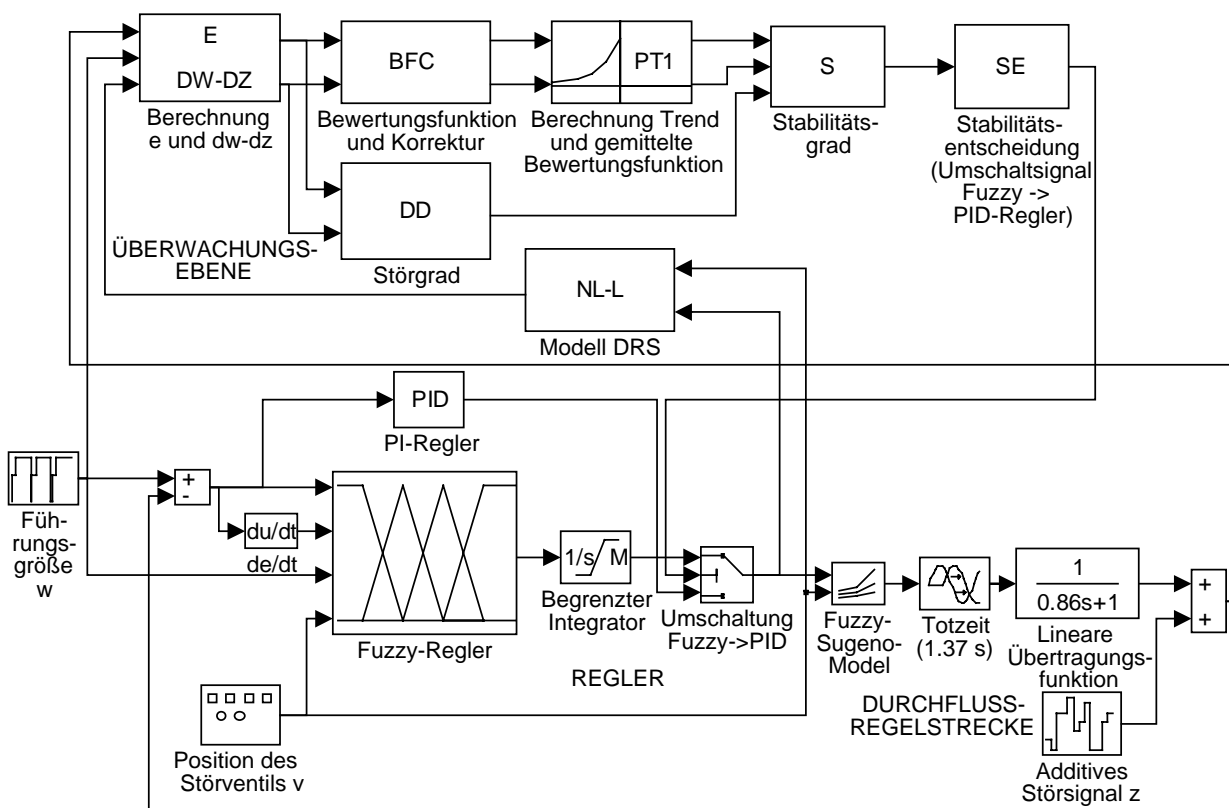 E
DW-DZ
Berechnung
e und dw-dz
BFC
Bewertungsfunktion
und Korrektur
PT1
Berechnung Trend
und gemittelte
Bewertungsfunktion
S
Stabilitäts-
grad
SE
Stabilitäts-
entscheidung
(Umschaltsignal
Fuzzy ->
PID-Regler)
DD
Störgrad
ÜBERWACHUNGS-
EBENE
NL-L
Modell DRS
PID
PI-Regler
Füh-
rungs-
größe
w
+
-
du/dt
de/dt
Fuzzy-Regler
1/s
M
Begrenzter
Integrator
Umschaltung
Fuzzy->PID
Fuzzy-
Sugeno-
Model
Totzeit
(1.37 s)
1
0.86s+1
Lineare
Übertragungs-
funktion
+
+
REGLER
DURCHFLUSS-
REGELSTRECKE
Position des
Störventils v
Additives
Störsignal z